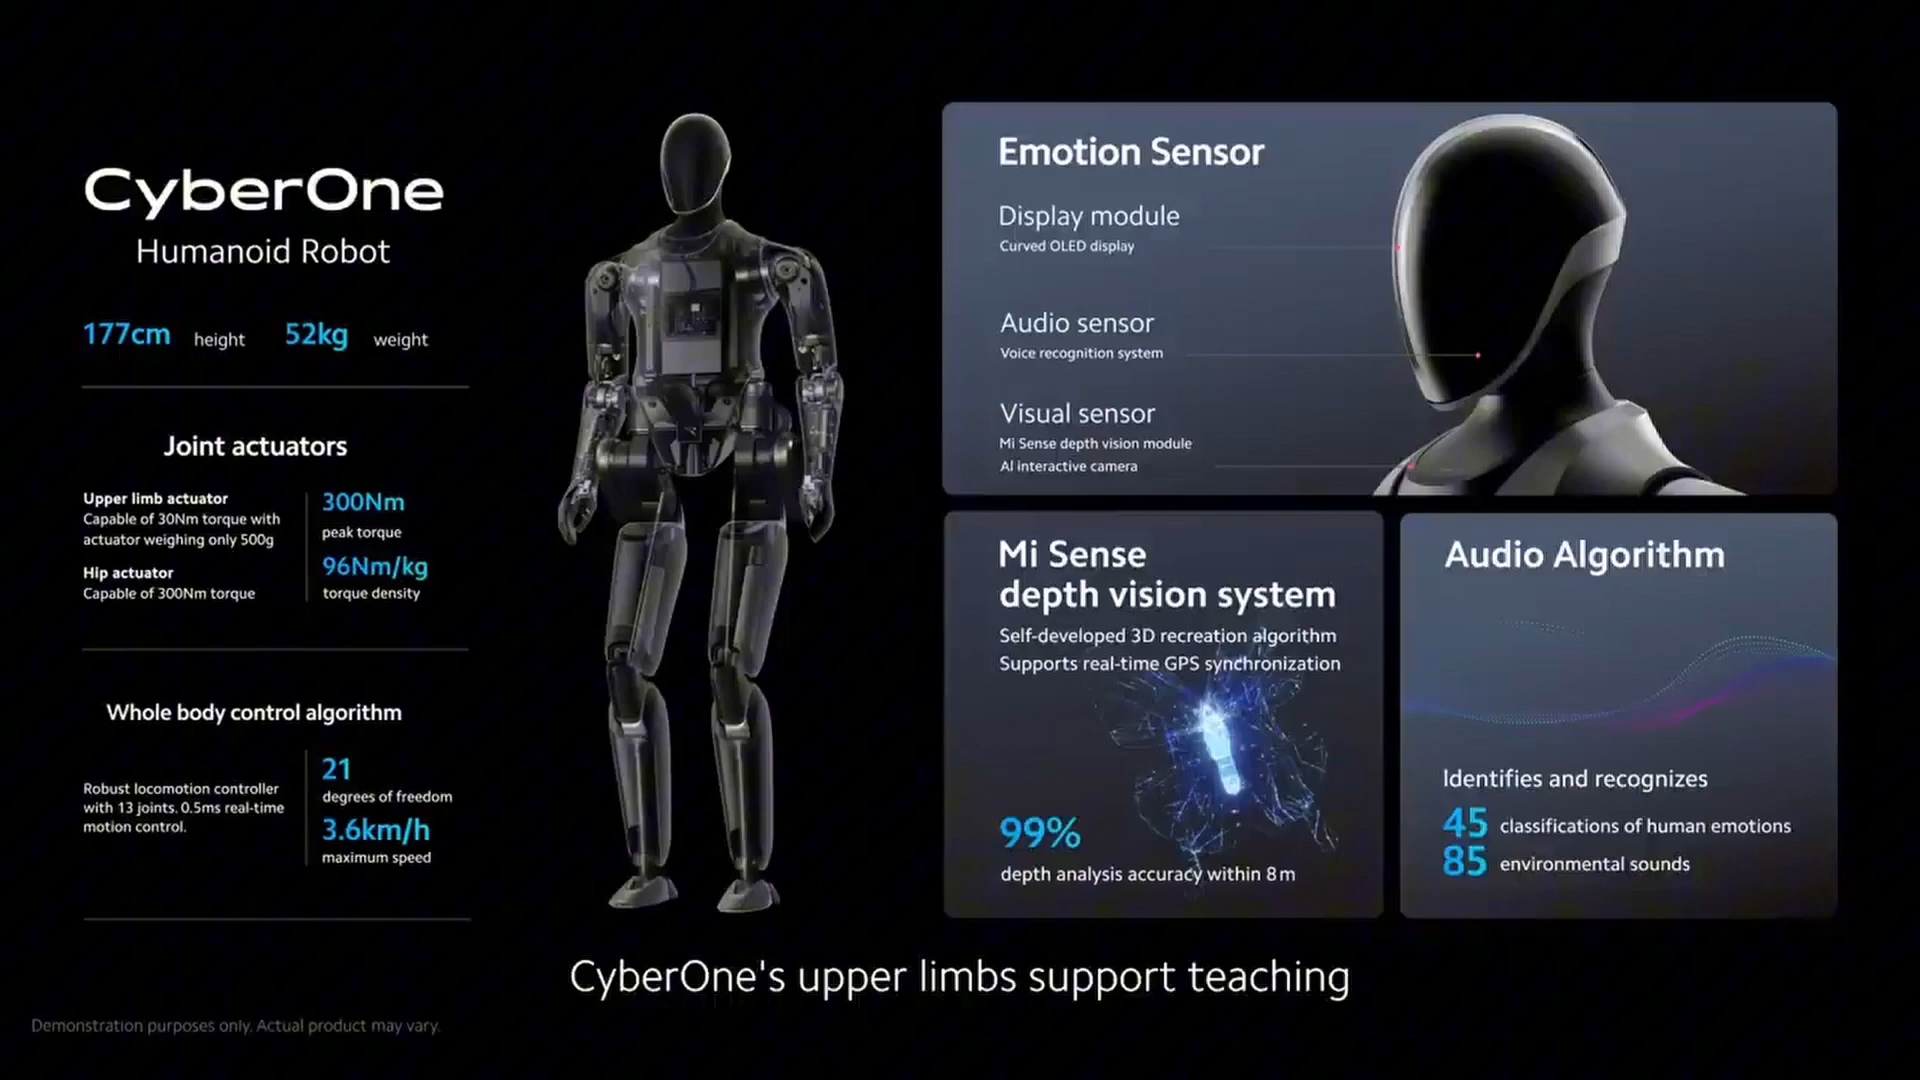 CyberOne
Humanoid Robot
177cm height 52kg weight
Joint actuators
Upper limb actuator
Capable of 30Nm torque with
actuator weighing only 500g
Hip actuator
Capable of 300Nm torque
300Nm
peak torque
96Nm/kg
torque density
Whole body control algorithm
Robust locomotion controller
with 13 joints. 0.5ms real-time
motion control.
21
degrees of freedom
3.6km/h
maximum speed
Emotion Sensor
Display module
Curved OLED display
Audio sensor
Voice recognition system
Visual sensor
Mi Sense depth vision module
AI interactive camera
Mi Sense
depth vision system
Self-developed 3D recreation algorithm
Supports real-time GPS synchronization
99%
depth analysis accuracy within 8m
Audio Algorithm
Identifies and recognizes
45 classifications of human emotions
85 environmental sounds
CyberOne's upper limbs support teaching
Demonstration purposes only. Actual product may vary.